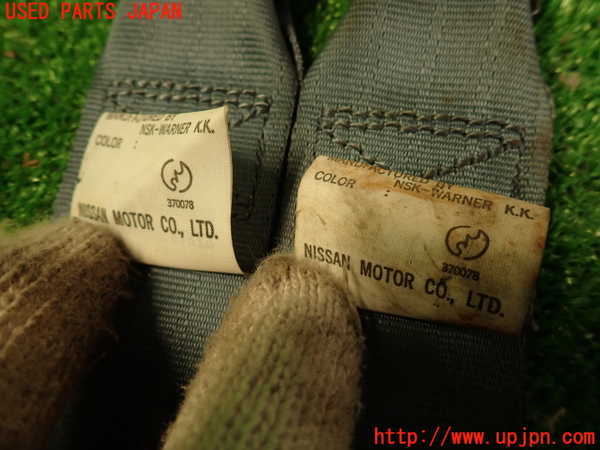 USED PARTS JAPAN
MANUFACTURED BY
NSK-WARNER K.K.
COLOR :
370078
NISSAN MOTOR CO., LTD.
MANUFACTURED BY
NSK-WARNER K.K.
COLOR :
370078
NISSAN MOTOR CO., LTD.
http://www.upjpn.com/